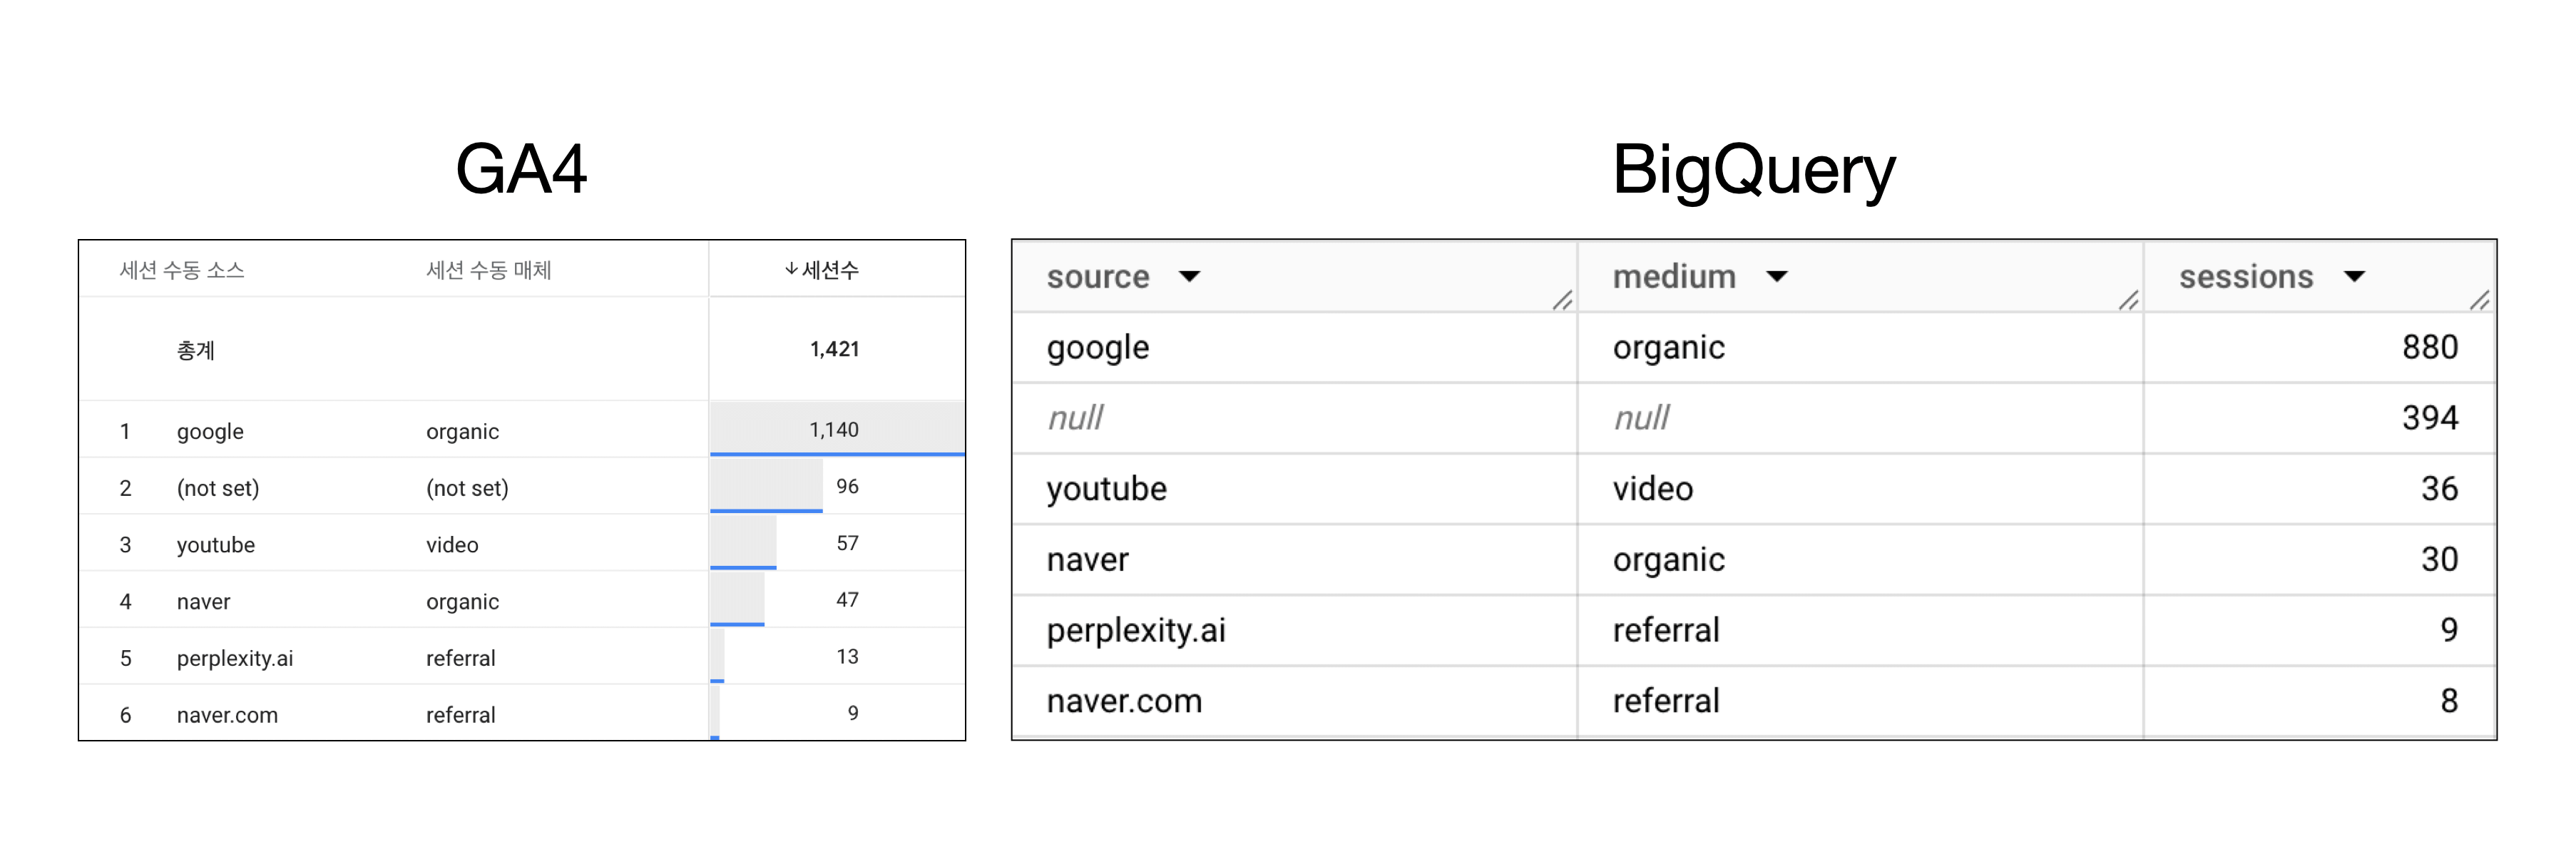 GA4
세션 수동 소스 세션 수동 매체 ↓세션수
총계 1,421
1 google organic 1,140
2 (not set) (not set) 96
3 youtube video 57
4 naver organic 47
5 perplexity.ai referral 13
6 naver.com referral 9
BigQuery
source medium sessions
google organic 880
null null 394
youtube video 36
naver organic 30
perplexity.ai referral 9
naver.com referral 8